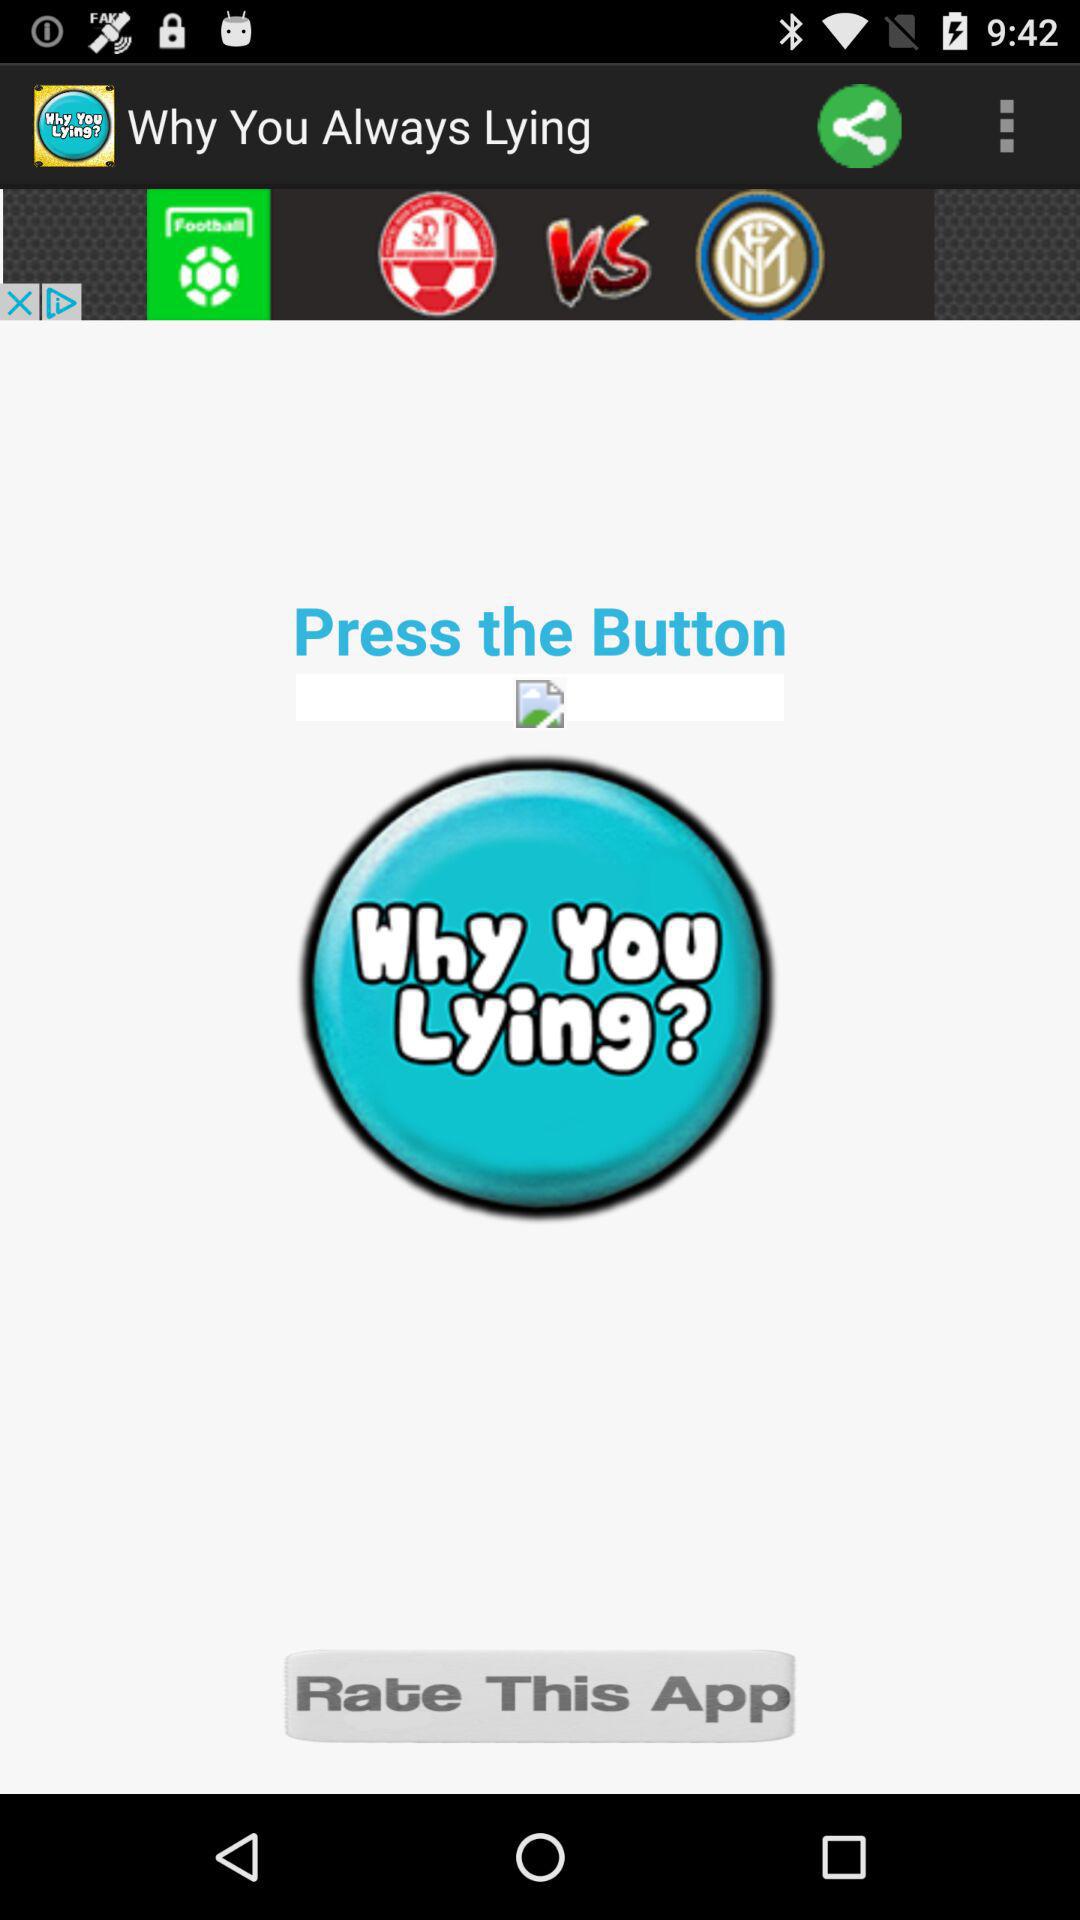 FAKE
9:42
Why You
Lying?
Why You Always Lying
Football
VS
Press the Button
Why You
Lying?
Rate This App